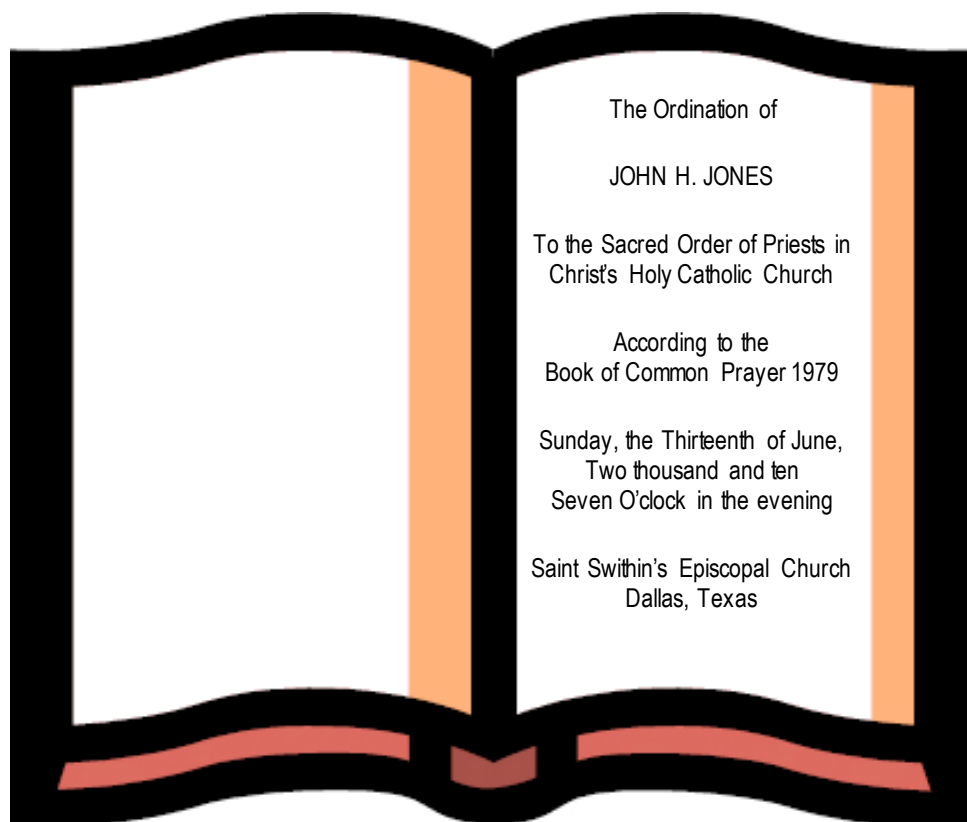 The Ordination of
JOHN H. JONES
To the Sacred Order of Priests in
Christ's Holy Catholic Church
According to the
Book of Common Prayer 1979
Sunday, the Thirteenth of June,
Two thousand and ten
Seven O'clock in the evening
Saint Swithin's Episcopal Church
Dallas, Texas